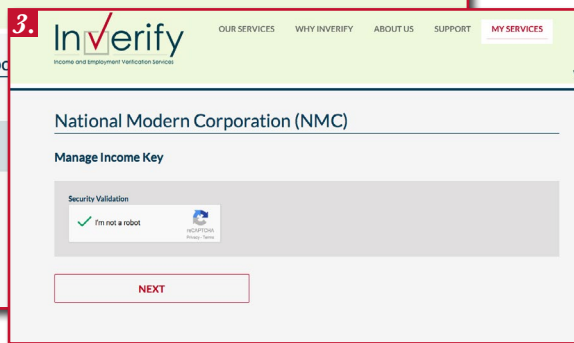 3.
InVerify
Income and Employment Verification Services
OUR SERVICES WHY INVERIFY ABOUT US SUPPORT MY SERVICES
National Modern Corporation (NMC)
Manage Income Key
Security Validation
I'm not a robot
reCAPTCHA
Privacy - Terms
NEXT